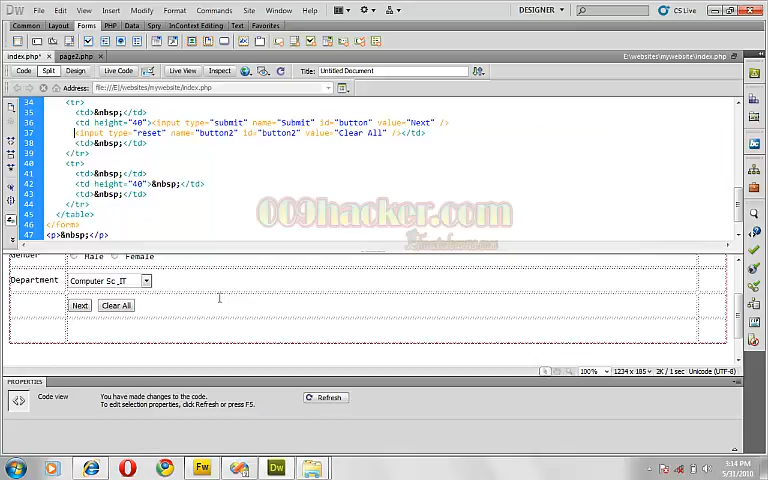 Dw File Edit View Insert Modify Format Commands Site Window Help DESIGNER CS Live
Common Layout Forms PHP Data Spry InContext Editing Text Favorites
index.php* × page2.php × E:\websites\mywebsite\index.php
Code Split Design Live Code Live View Inspect Title: Untitled Document
Address: file:///E|/websites/mywebsite/index.php
34 <tr>
35 <td>&nbsp;</td>
36 <td height="40"><input type="submit" name="Submit" id="button" value="Next" />
37 <input type="reset" name="button2" id="button2" value="Clear All" /></td>
38 <td>&nbsp;</td>
39 </tr>
40 <tr>
41 <td>&nbsp;</td>
42 <td height="40">&nbsp;</td>
43 <td>&nbsp;</td>
44 </tr>
45 </table>
46 </form>
47 <p>&nbsp;</p>
009hacker.com
Gender Male Female
Department Computer Sc_IT
Next Clear All
100% 1234 x 185 2K / 1 sec Unicode (UTF-8)
PROPERTIES
Code view You have made changes to the code. Refresh
To edit selection properties, click Refresh or press F5.
Fw Dw
3:14 PM
5/31/2010